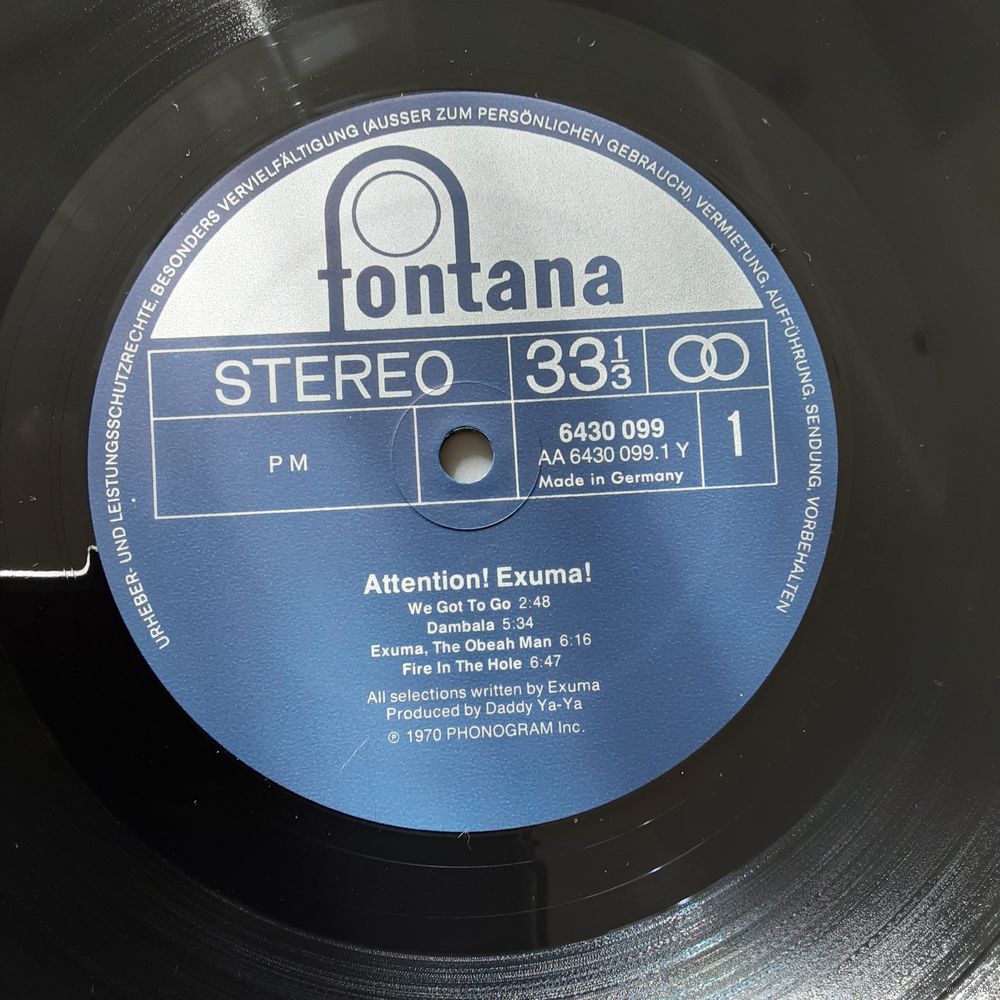 URHEBER- UND LEISTUNGSSCHUTZRECHTE, BESONDERS VERVIELFÄLTIGUNG (AUSSER ZUM PERSÖNLICHEN GEBRAUCH), VERMIETUNG, AUFFÜHRUNG, SENDUNG, VORBEHALTEN
fontana
STEREO
33⅓
PM
6430 099
AA 6430 099.1 Y
Made in Germany
1
Attention! Exuma!
We Got To Go 2:48
Dambala 5:34
Exuma, The Obeah Man 6:16
Fire In The Hole 6:47
All selections written by Exuma
Produced by Daddy Ya-Ya
℗ 1970 PHONOGRAM Inc.